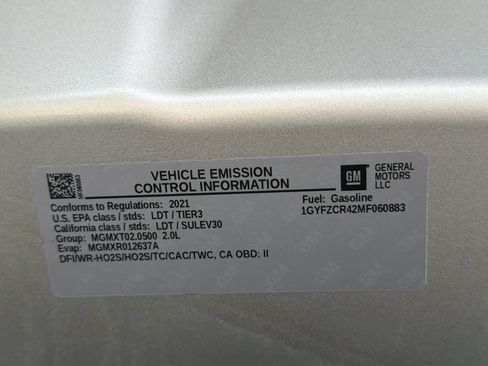 VEHICLE EMISSION
CONTROL INFORMATION
GM
GENERAL
MOTORS
LLC
MF060883
Conforms to Regulations: 2021
U.S. EPA class / stds: LDT / TIER3
California class / stds: LDT / SULEV30
Group: MGMXT02.0500 2.0L
Evap: MGMXR012637A
DFI/WR-HO2S/HO2S/TC/CAC/TWC, CA OBD: II
Fuel: Gasoline
1GYFZCR42MF060883